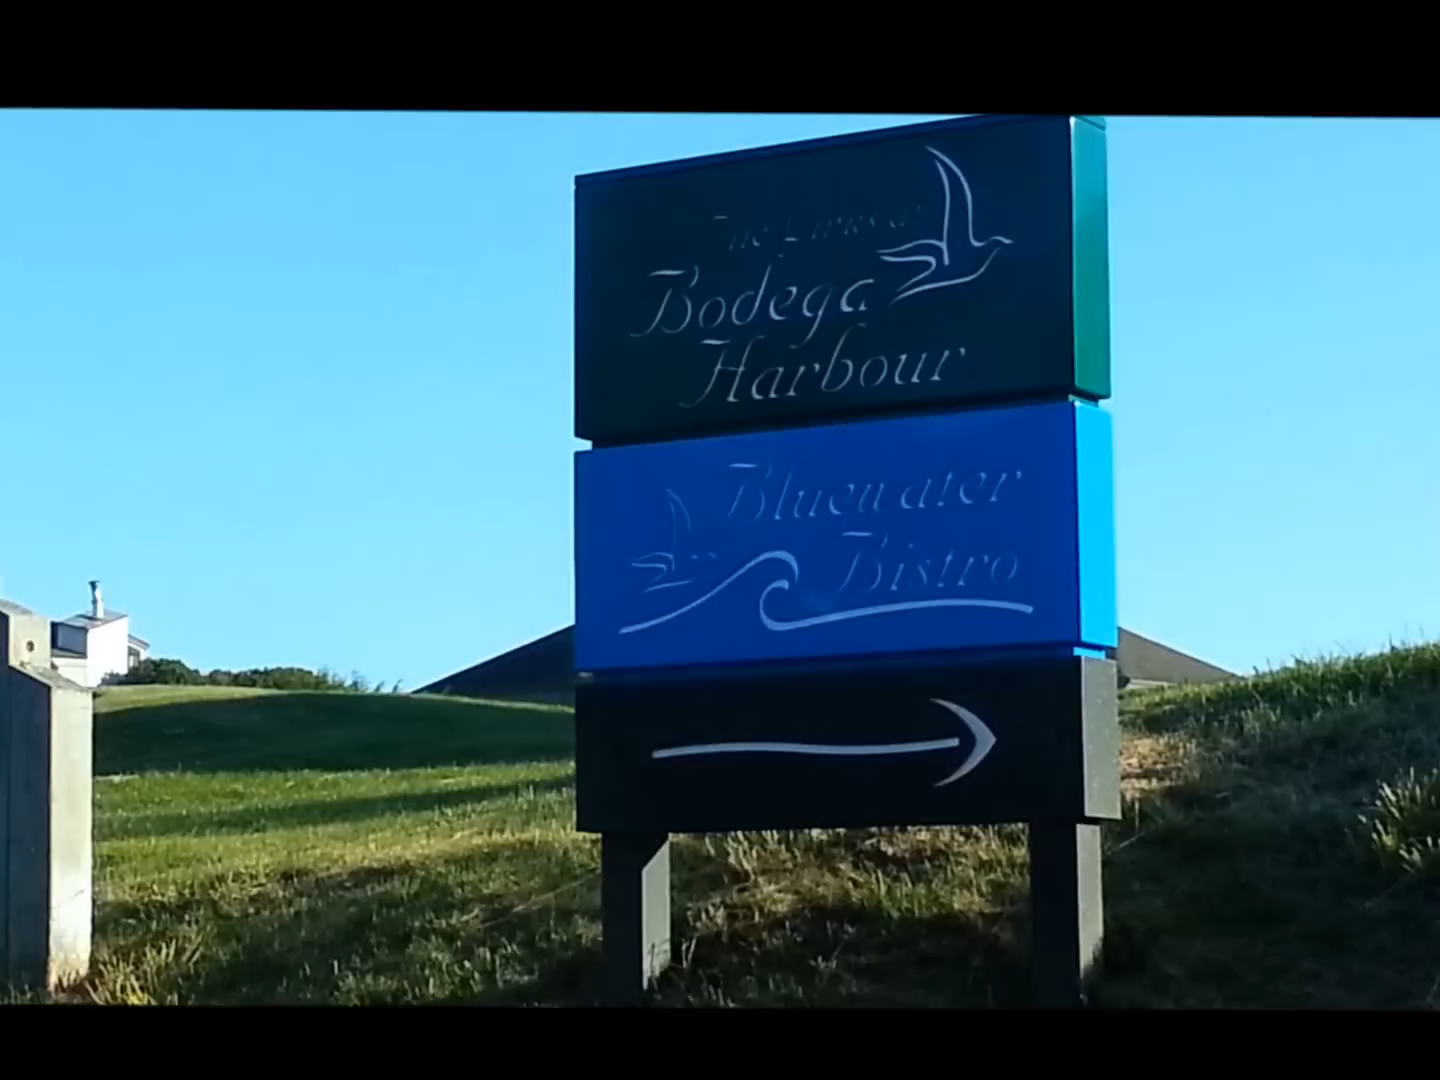 The Links at
Bodega
Harbour
Bluewater
Bistro